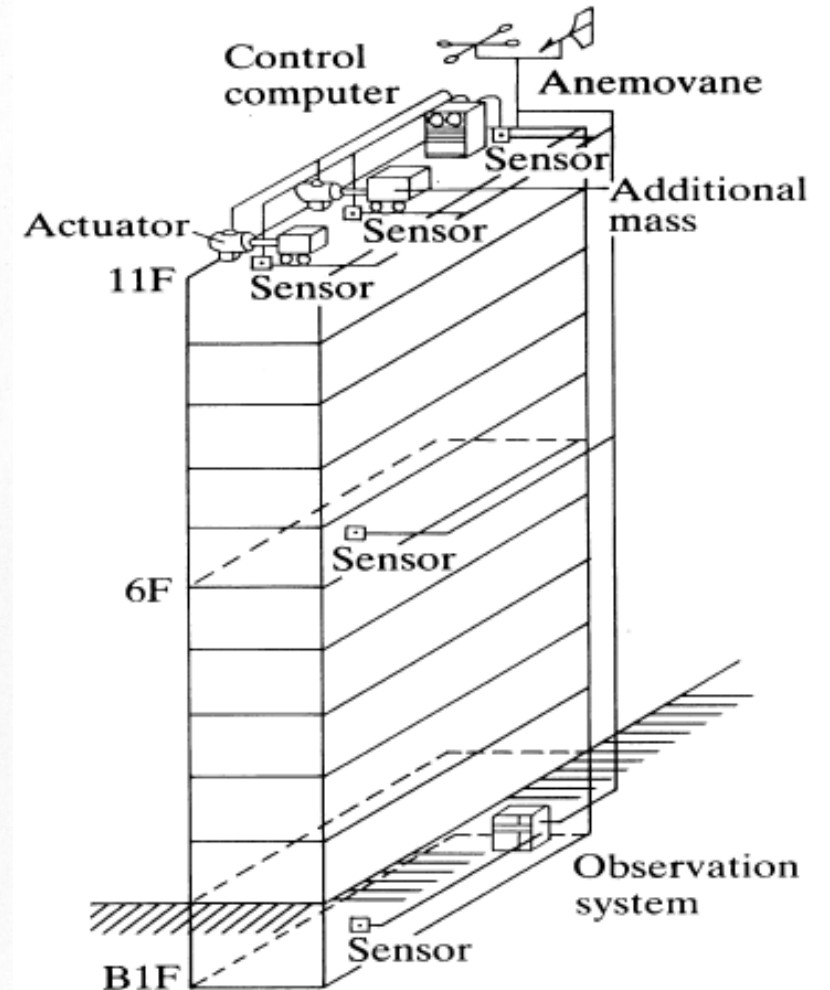 Control
computer
Anemovane
Sensor
Additional
mass
Actuator
Sensor
Sensor
11F
Sensor
6F
Observation
system
Sensor
B1F